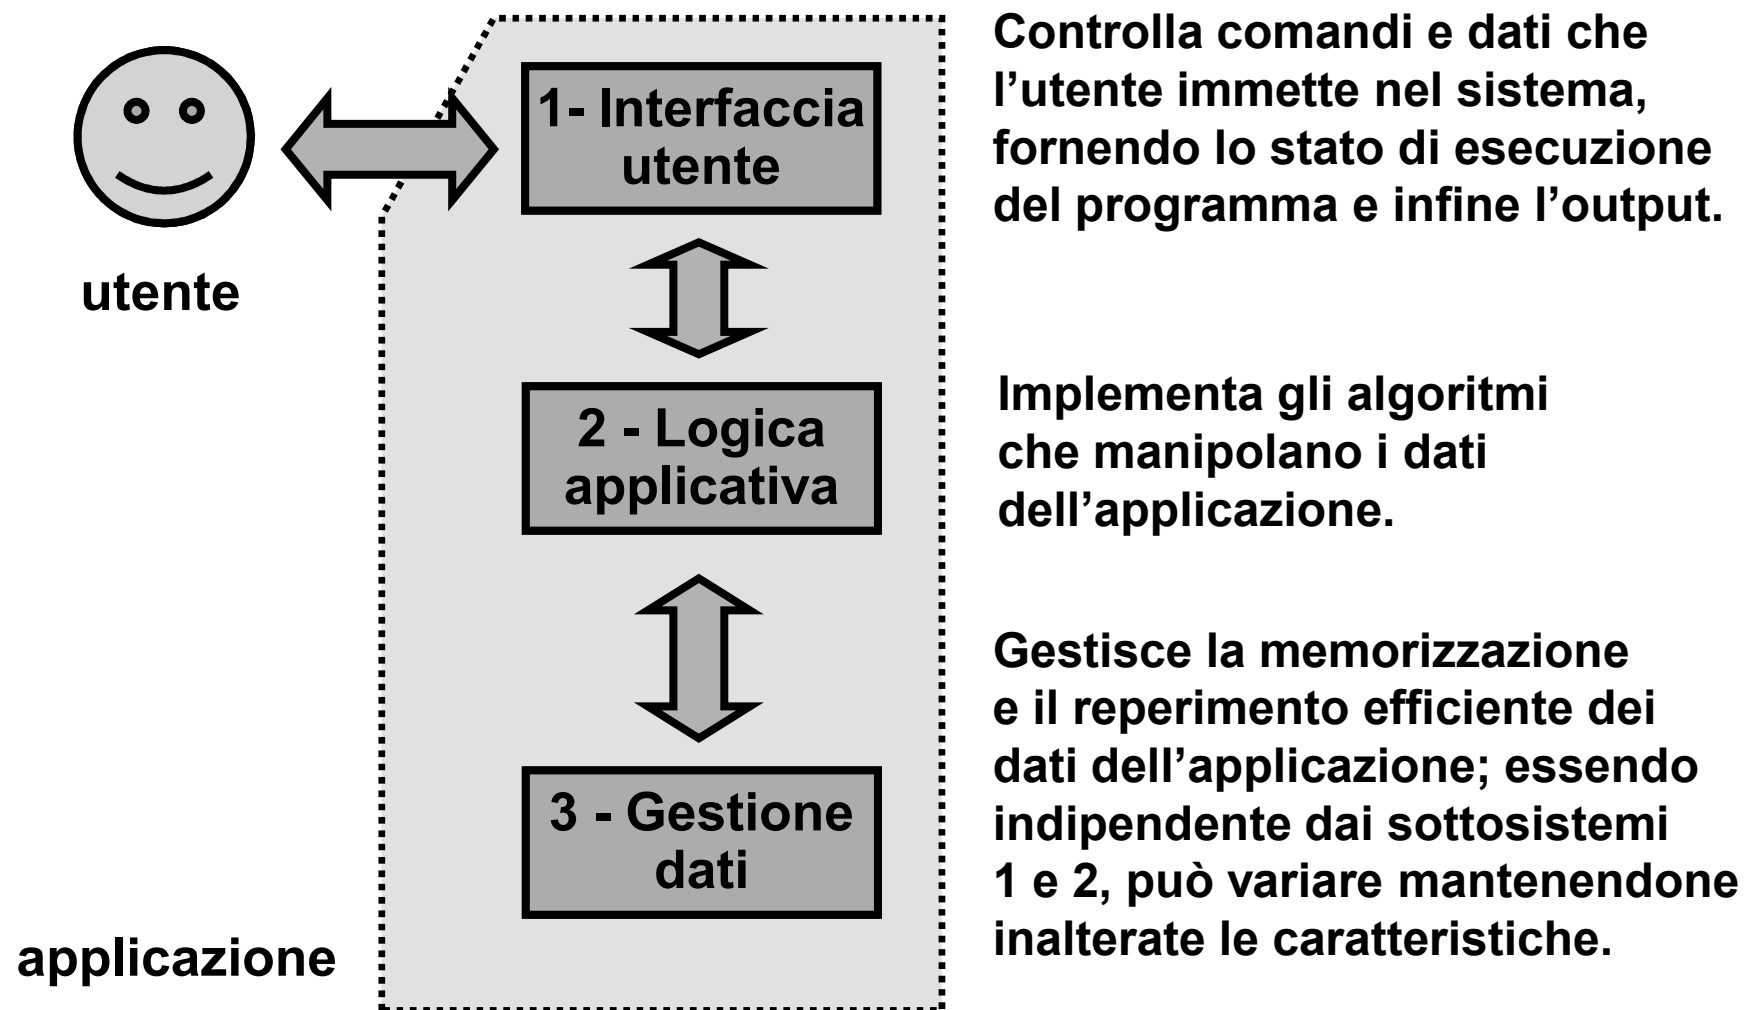 utente
applicazione
1- Interfaccia
utente
2 - Logica
applicativa
3 - Gestione
dati
Controlla comandi e dati che
l’utente immette nel sistema,
fornendo lo stato di esecuzione
del programma e infine l’output.
Implementa gli algoritmi
che manipolano i dati
dell’applicazione.
Gestisce la memorizzazione
e il reperimento efficiente dei
dati dell’applicazione; essendo
indipendente dai sottosistemi
1 e 2, può variare mantenendone
inalterate le caratteristiche.